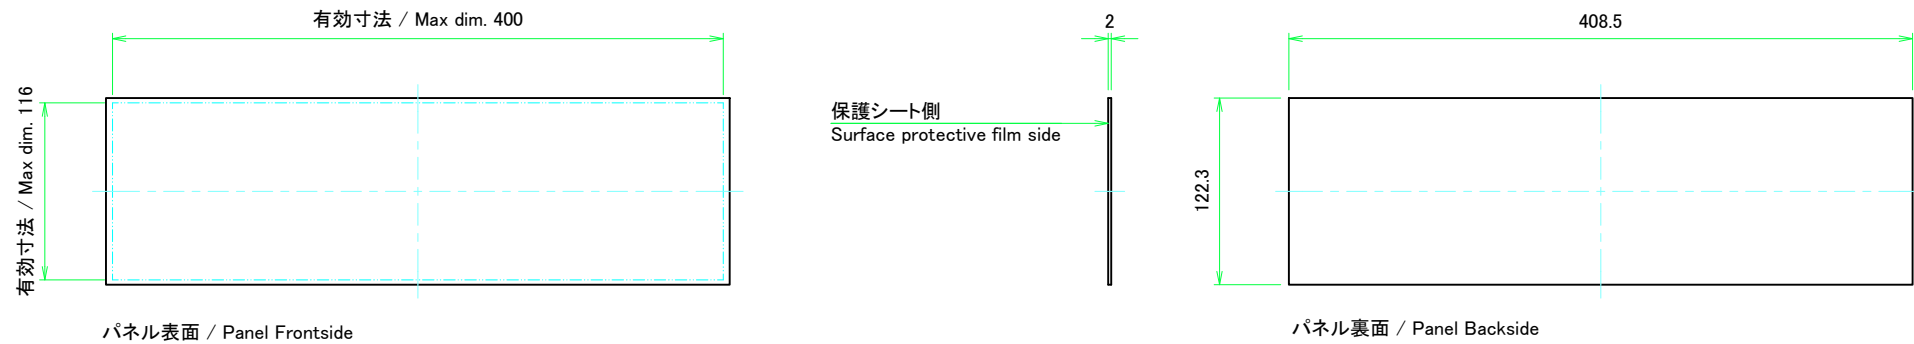 有効寸法 / Max dim. 400
有効寸法 / Max dim. 116
パネル表面 / Panel Frontside
2
保護シート側
Surface protective film side
408.5
122.3
パネル裏面 / Panel Backside